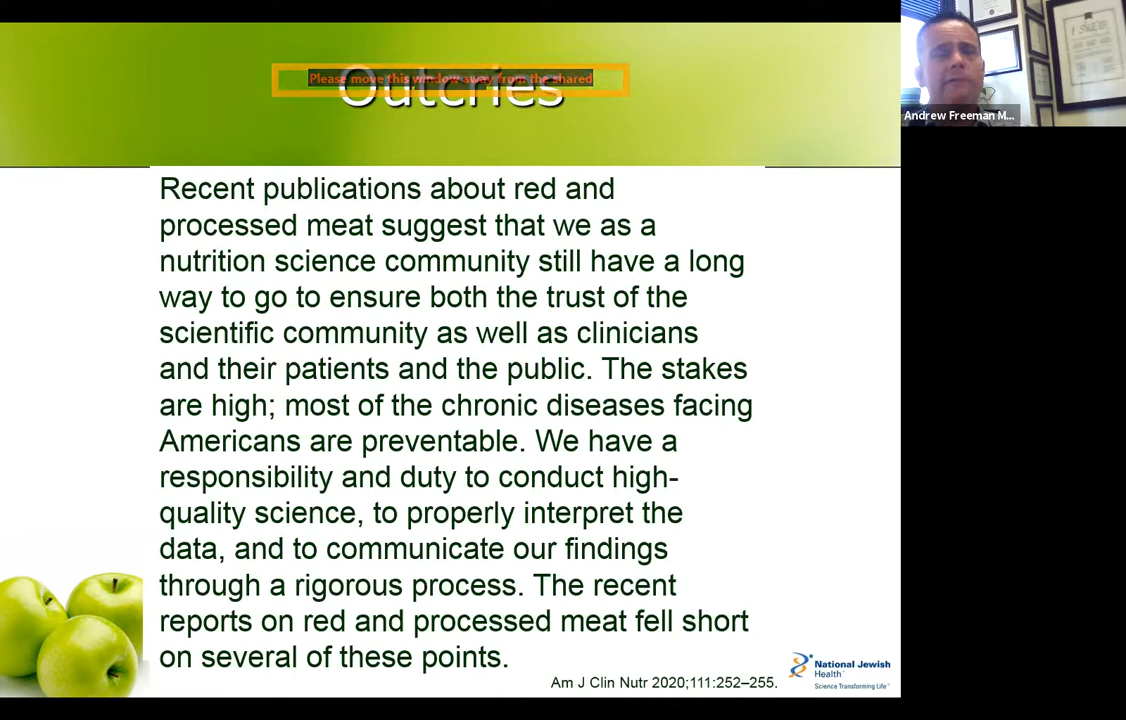 Please move this window away from the shared
Outcries
Andrew Freeman M...
Recent publications about red and
processed meat suggest that we as a
nutrition science community still have a long
way to go to ensure both the trust of the
scientific community as well as clinicians
and their patients and the public. The stakes
are high; most of the chronic diseases facing
Americans are preventable. We have a
responsibility and duty to conduct high-
quality science, to properly interpret the
data, and to communicate our findings
through a rigorous process. The recent
reports on red and processed meat fell short
on several of these points.
Am J Clin Nutr 2020;111:252–255.
National Jewish
Health™
Science Transforming Life®